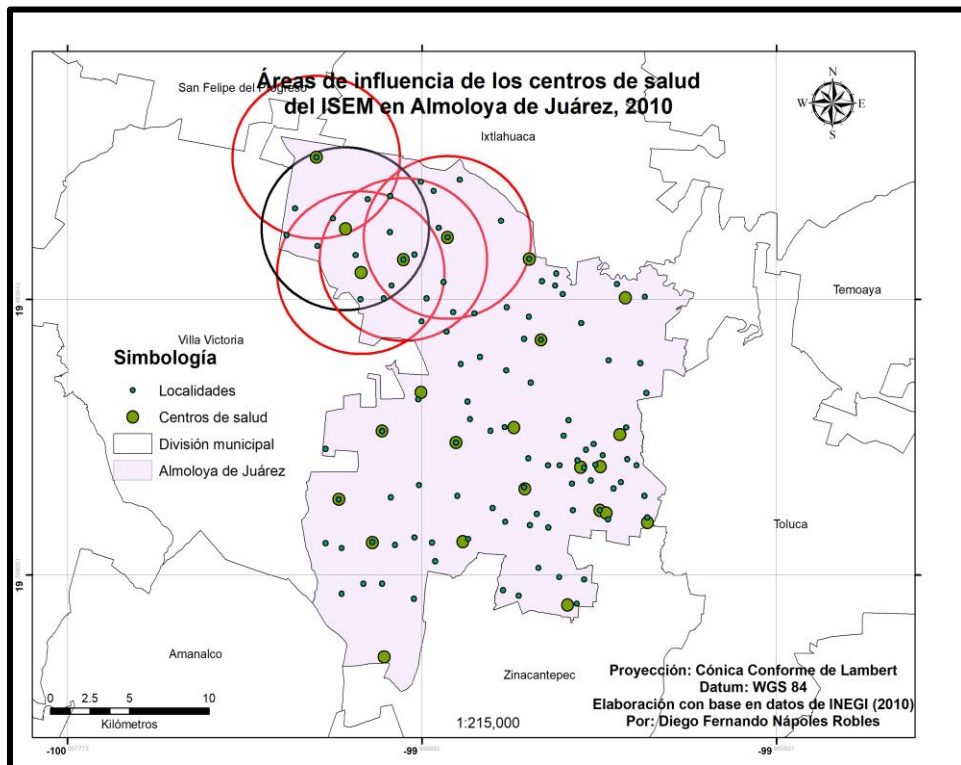 Áreas de influencia de los centros de salud
del ISEM en Almoloya de Juárez, 2010
San Felipe del Progreso
Ixtlahuaca
N
W
E
S
Temoaya
Villa Victoria
Simbología
Localidades
Centros de salud
División municipal
Almoloya de Juárez
Toluca
Amanalco
Zinacantepec
0 2.5 5 10
Kilómetros
1:215,000
Proyección: Cónica Conforme de Lambert
Datum: WGS 84
Elaboración con base en datos de INEGI (2010)
Por: Diego Fernando Nápoles Robles
19
19
-100
-99
-99